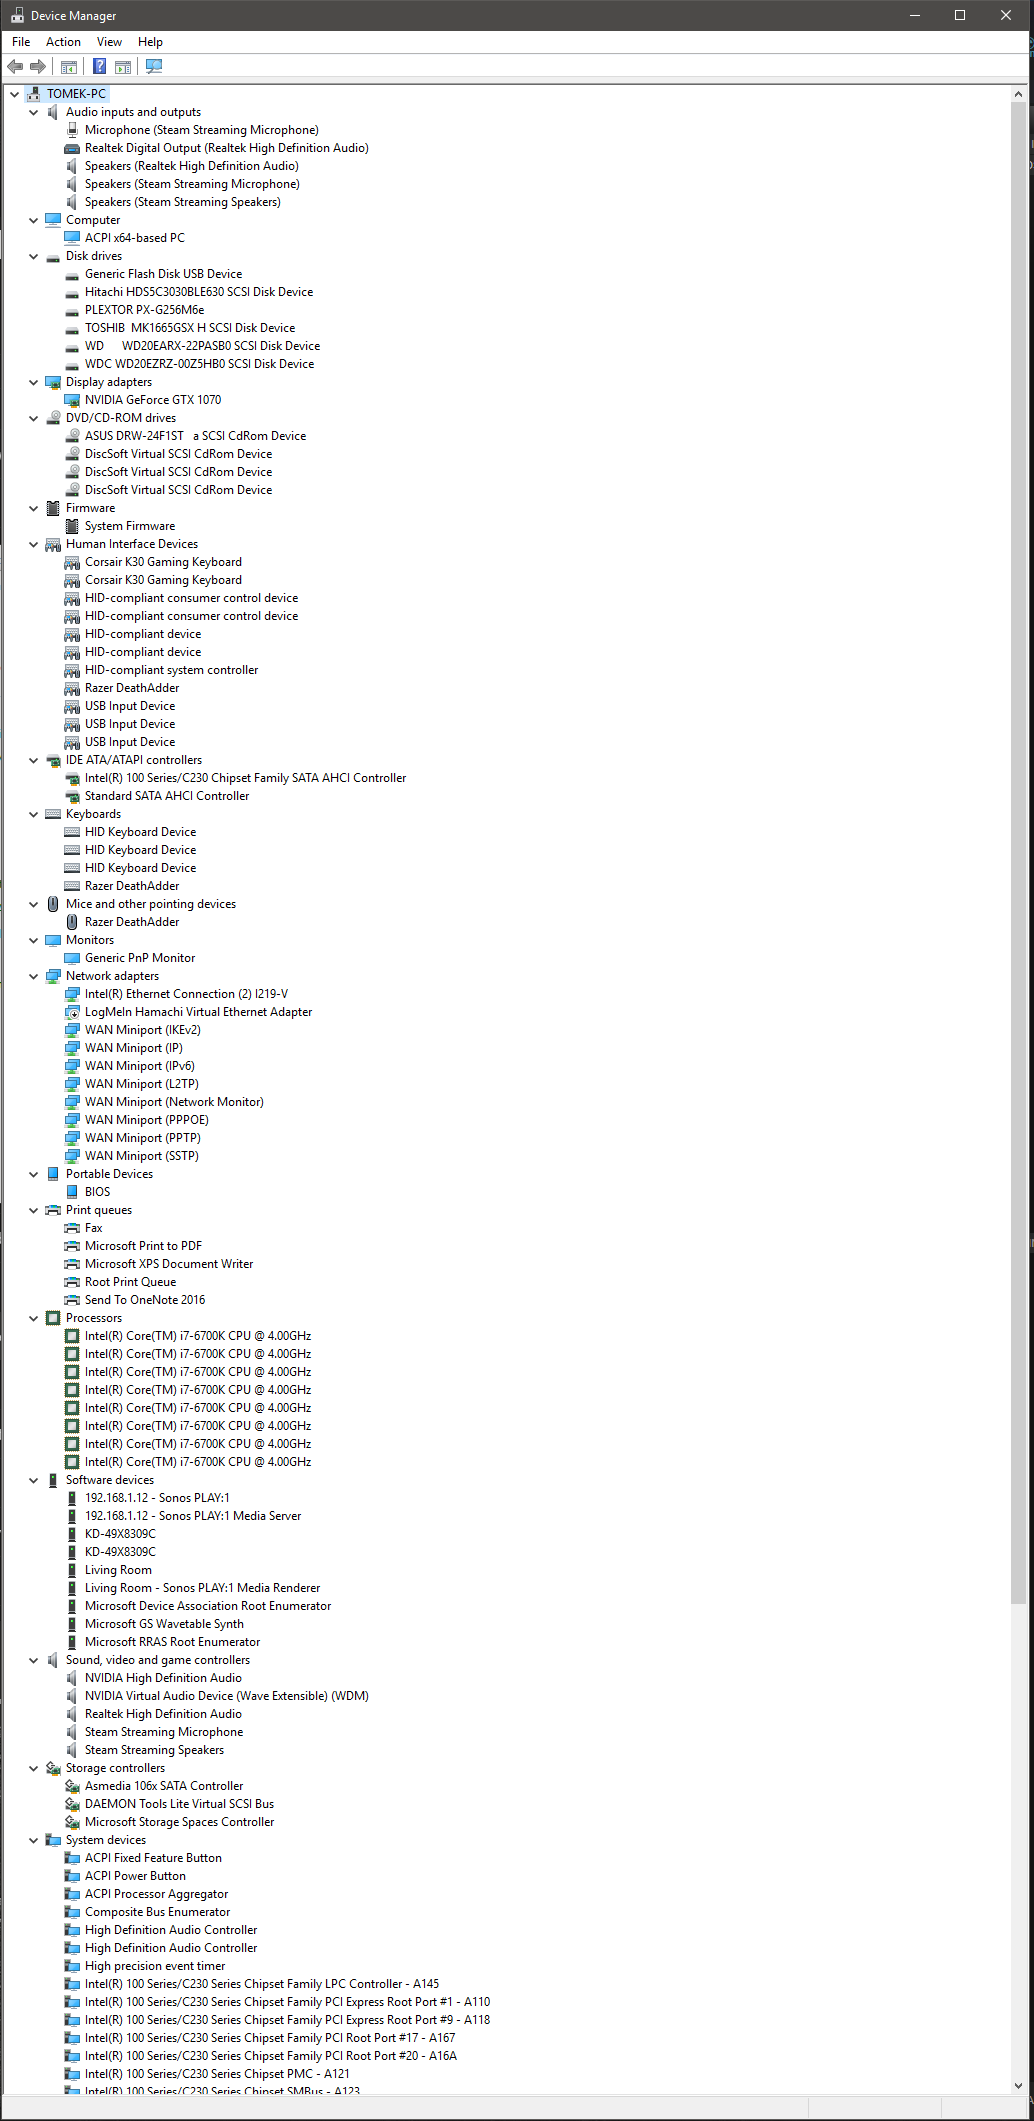 Device Manager
File Action View Help
TOMEK-PC
Audio inputs and outputs
Microphone (Steam Streaming Microphone)
Realtek Digital Output (Realtek High Definition Audio)
Speakers (Realtek High Definition Audio)
Speakers (Steam Streaming Microphone)
Speakers (Steam Streaming Speakers)
Computer
ACPI x64-based PC
Disk drives
Generic Flash Disk USB Device
Hitachi HDS5C3030BLE630 SCSI Disk Device
PLEXTOR PX-G256M6e
TOSHIB MK1665GSX H SCSI Disk Device
WD WD20EARX-22PASB0 SCSI Disk Device
WDC WD20EZRZ-00Z5HB0 SCSI Disk Device
Display adapters
NVIDIA GeForce GTX 1070
DVD/CD-ROM drives
ASUS DRW-24F1ST a SCSI CdRom Device
DiscSoft Virtual SCSI CdRom Device
DiscSoft Virtual SCSI CdRom Device
DiscSoft Virtual SCSI CdRom Device
Firmware
System Firmware
Human Interface Devices
Corsair K30 Gaming Keyboard
Corsair K30 Gaming Keyboard
HID-compliant consumer control device
HID-compliant consumer control device
HID-compliant device
HID-compliant device
HID-compliant system controller
Razer DeathAdder
USB Input Device
USB Input Device
USB Input Device
IDE ATA/ATAPI controllers
Intel(R) 100 Series/C230 Chipset Family SATA AHCI Controller
Standard SATA AHCI Controller
Keyboards
HID Keyboard Device
HID Keyboard Device
HID Keyboard Device
Razer DeathAdder
Mice and other pointing devices
Razer DeathAdder
Monitors
Generic PnP Monitor
Network adapters
Intel(R) Ethernet Connection (2) I219-V
LogMeIn Hamachi Virtual Ethernet Adapter
WAN Miniport (IKEv2)
WAN Miniport (IP)
WAN Miniport (IPv6)
WAN Miniport (L2TP)
WAN Miniport (Network Monitor)
WAN Miniport (PPPOE)
WAN Miniport (PPTP)
WAN Miniport (SSTP)
Portable Devices
BIOS
Print queues
Fax
Microsoft Print to PDF
Microsoft XPS Document Writer
Root Print Queue
Send To OneNote 2016
Processors
Intel(R) Core(TM) i7-6700K CPU @ 4.00GHz
Intel(R) Core(TM) i7-6700K CPU @ 4.00GHz
Intel(R) Core(TM) i7-6700K CPU @ 4.00GHz
Intel(R) Core(TM) i7-6700K CPU @ 4.00GHz
Intel(R) Core(TM) i7-6700K CPU @ 4.00GHz
Intel(R) Core(TM) i7-6700K CPU @ 4.00GHz
Intel(R) Core(TM) i7-6700K CPU @ 4.00GHz
Intel(R) Core(TM) i7-6700K CPU @ 4.00GHz
Software devices
192.168.1.12 - Sonos PLAY:1
192.168.1.12 - Sonos PLAY:1 Media Server
KD-49X8309C
KD-49X8309C
Living Room
Living Room - Sonos PLAY:1 Media Renderer
Microsoft Device Association Root Enumerator
Microsoft GS Wavetable Synth
Microsoft RRAS Root Enumerator
Sound, video and game controllers
NVIDIA High Definition Audio
NVIDIA Virtual Audio Device (Wave Extensible) (WDM)
Realtek High Definition Audio
Steam Streaming Microphone
Steam Streaming Speakers
Storage controllers
Asmedia 106x SATA Controller
DAEMON Tools Lite Virtual SCSI Bus
Microsoft Storage Spaces Controller
System devices
ACPI Fixed Feature Button
ACPI Power Button
ACPI Processor Aggregator
Composite Bus Enumerator
High Definition Audio Controller
High Definition Audio Controller
High precision event timer
Intel(R) 100 Series/C230 Series Chipset Family LPC Controller - A145
Intel(R) 100 Series/C230 Series Chipset Family PCI Express Root Port #1 - A110
Intel(R) 100 Series/C230 Series Chipset Family PCI Express Root Port #9 - A118
Intel(R) 100 Series/C230 Series Chipset Family PCI Root Port #17 - A167
Intel(R) 100 Series/C230 Series Chipset Family PCI Root Port #20 - A16A
Intel(R) 100 Series/C230 Series Chipset PMC - A121
Intel(R) 100 Series/C230 Series Chipset SMBus - A123